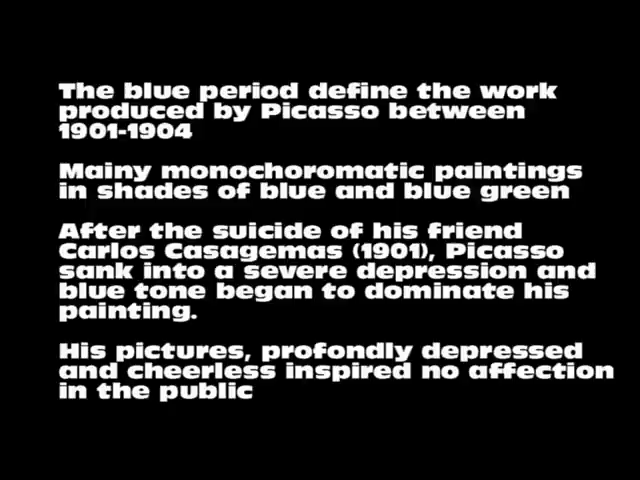 The blue period define the work
produced by Picasso between
1901-1904
Mainy monochoromatic paintings
in shades of blue and blue green
After the suicide of his friend
Carlos Casagemas (1901), Picasso
sank into a severe depression and
blue tone began to dominate his
painting.
His pictures, profondly depressed
and cheerless inspired no affection
in the public